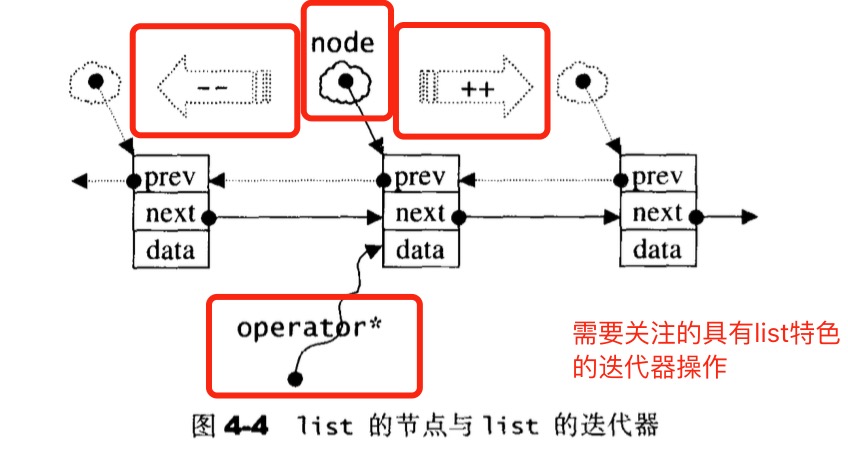 node
-- ++
prev prev prev
next next next
data data data
operator*
需要关注的具有list特色
的迭代器操作
图 4-4 list 的节点与 list 的迭代器